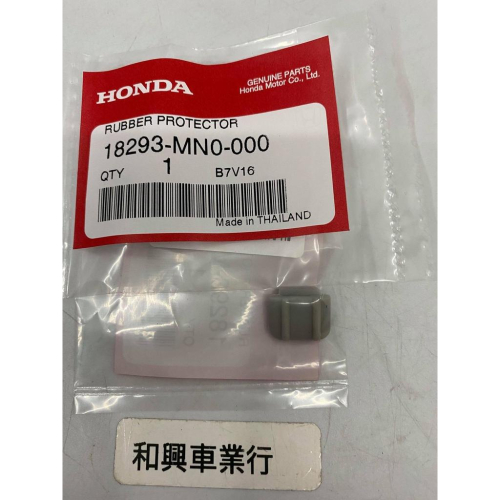 HONDA
GENUINE PARTS
Honda Motor Co., Ltd.
RUBBER PROTECTOR
18293-MN0-000
QTY 1 B7V16
Made in THAILAND
和興車業行